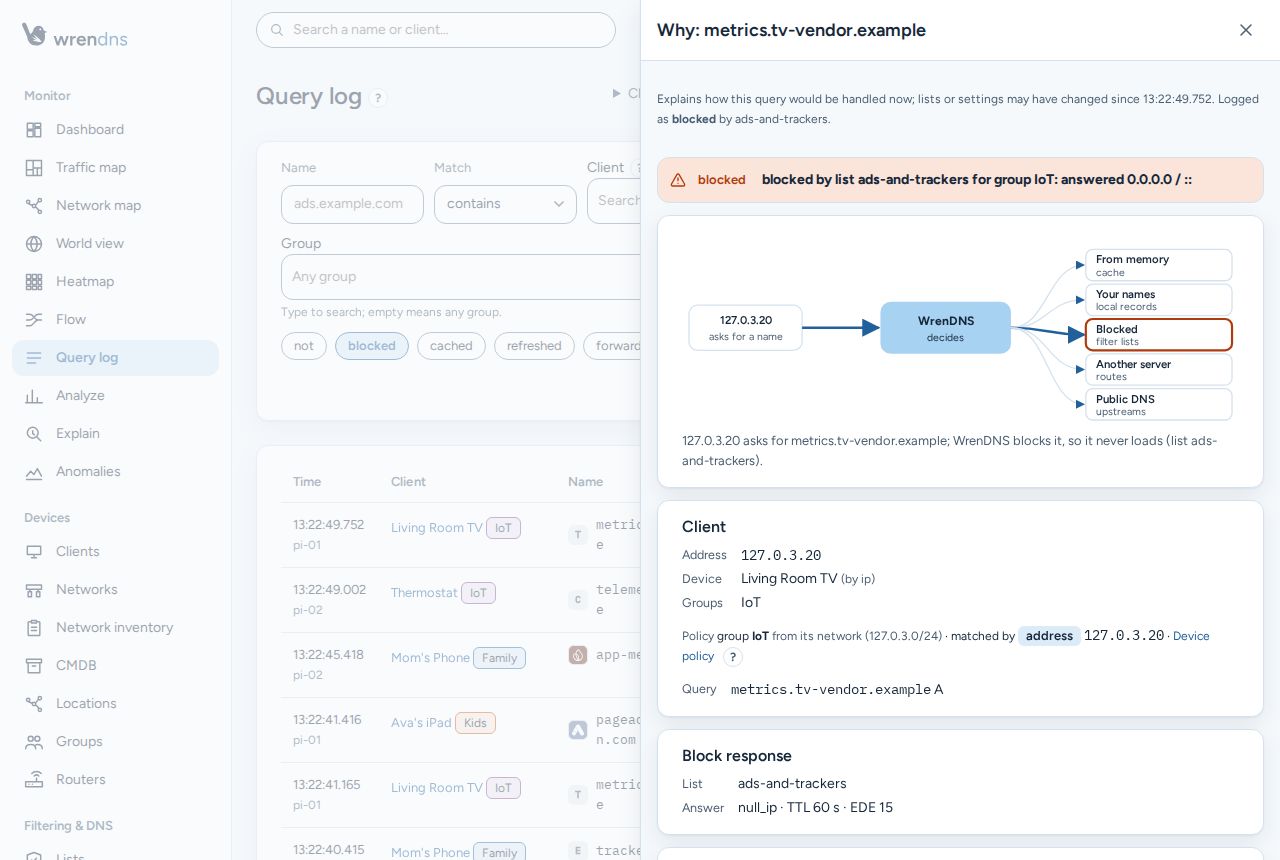 wrendns
Monitor
Dashboard
Traffic map
Network map
World view
Heatmap
Flow
Query log
Analyze
Explain
Anomalies
Devices
Clients
Networks
Network inventory
CMDB
Locations
Groups
Routers
Filtering & DNS
Lists
Search a name or client...
Query log ?
Name
Match
Client
ads.example.com
contains
Search
Group
Any group
Type to search; empty means any group.
not blocked cached refreshed forward
Time Client Name
13:22:49.752 Living Room TV IoT T metric
pi-01 e
13:22:49.002 Thermostat IoT C teleme
pi-02 e
13:22:45.418 Mom's Phone Family app-me
pi-02
13:22:41.416 Ava's iPad Kids pagead
pi-01 n.com
13:22:41.165 Living Room TV IoT T metric
pi-01 e
13:22:40.415 Mom's Phone Family E tracke
pi-01
Why: metrics.tv-vendor.example
Explains how this query would be handled now; lists or settings may have changed since 13:22:49.752. Logged
as blocked by ads-and-trackers.
blocked blocked by list ads-and-trackers for group IoT: answered 0.0.0.0 / ::
127.0.3.20
asks for a name
WrenDNS
decides
From memory
cache
Your names
local records
Blocked
filter lists
Another server
routes
Public DNS
upstreams
127.0.3.20 asks for metrics.tv-vendor.example; WrenDNS blocks it, so it never loads (list ads-
and-trackers).
Client
Address 127.0.3.20
Device Living Room TV (by ip)
Groups IoT
Policy group IoT from its network (127.0.3.0/24) · matched by address 127.0.3.20 · Device
policy ?
Query metrics.tv-vendor.example A
Block response
List ads-and-trackers
Answer null_ip · TTL 60 s · EDE 15